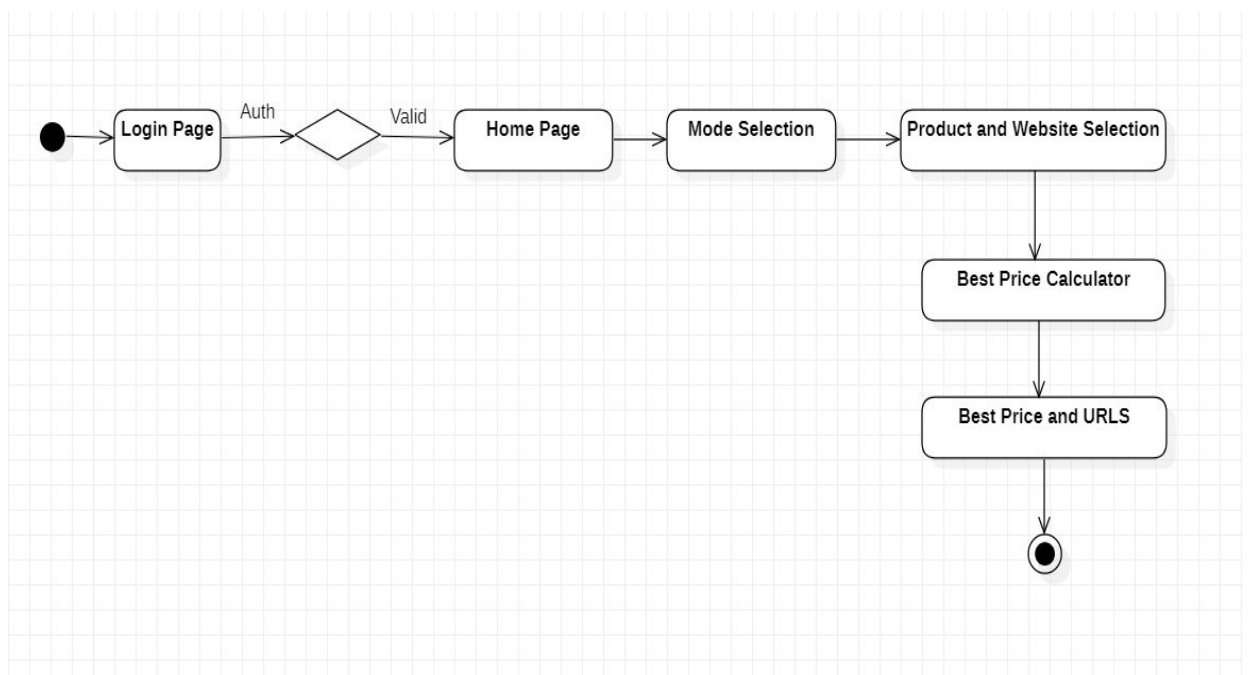 Login Page
Auth
Valid
Home Page
Mode Selection
Product and Website Selection
Best Price Calculator
Best Price and URLS